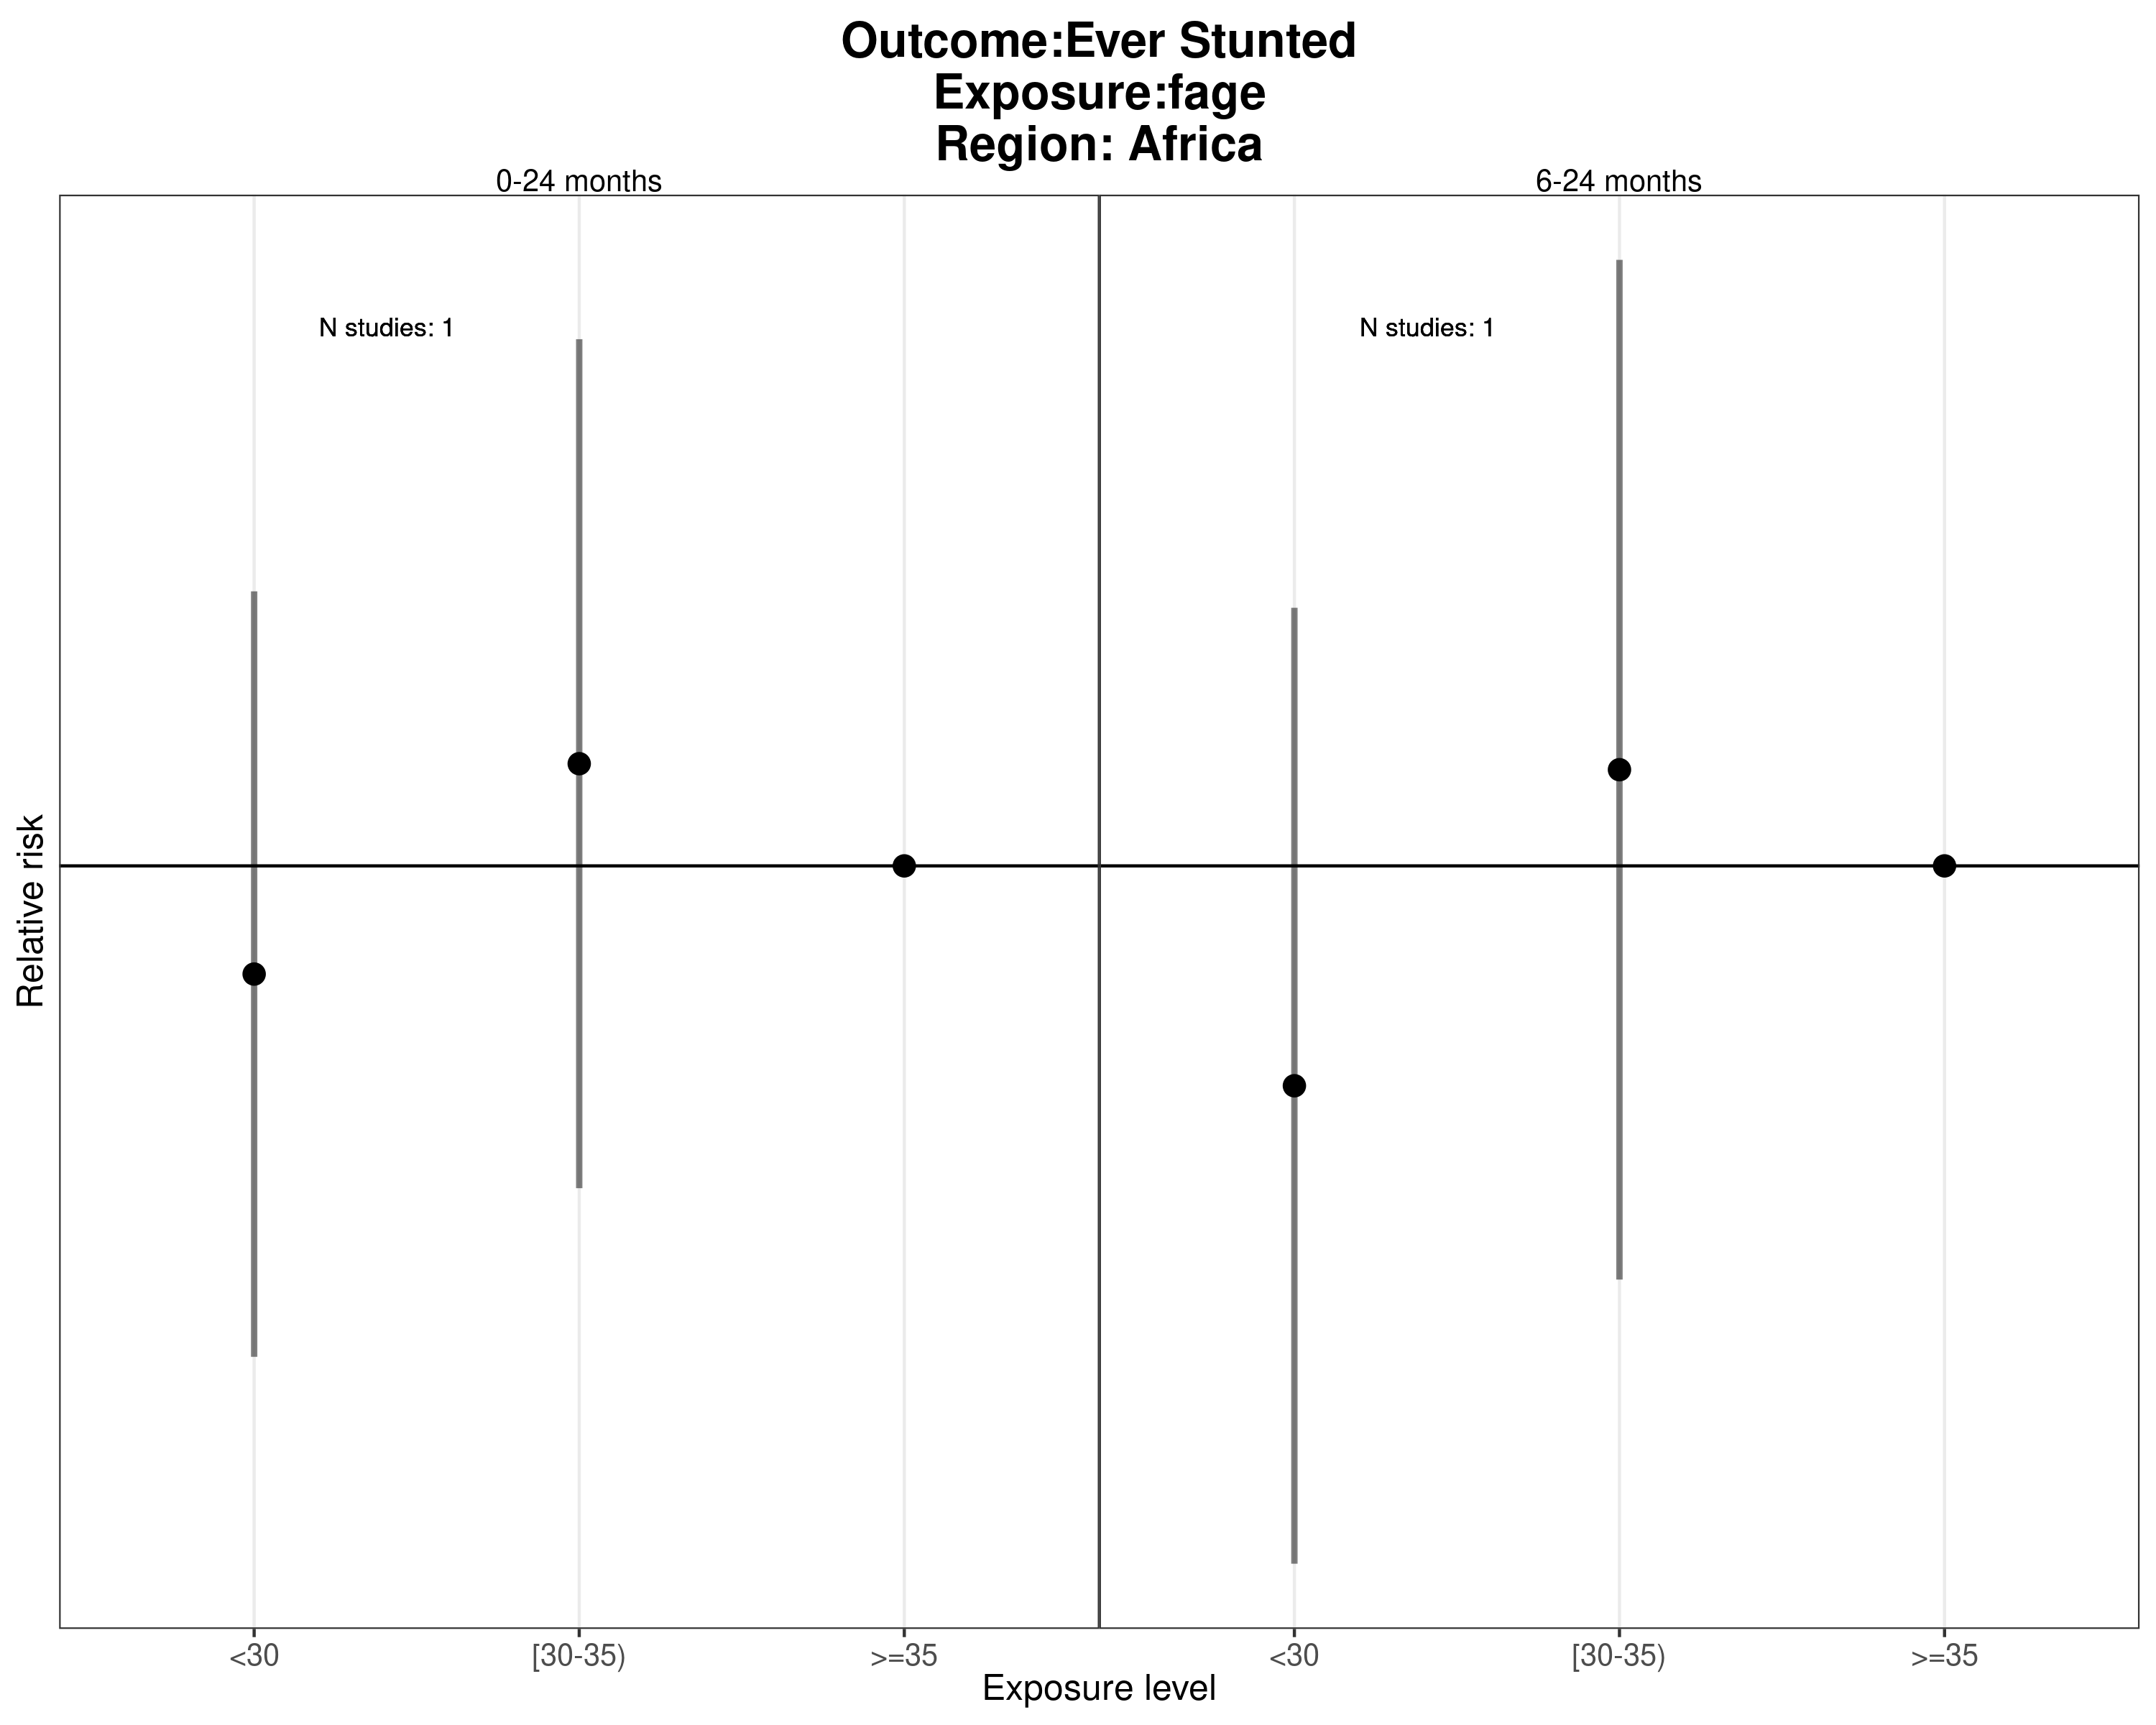 Outcome:Ever Stunted
Exposure:fage
Region: Africa
0-24 months
6-24 months
N studies: 1
N studies: 1
Relative risk
<30
[30-35)
>=35
<30
[30-35)
>=35
Exposure level